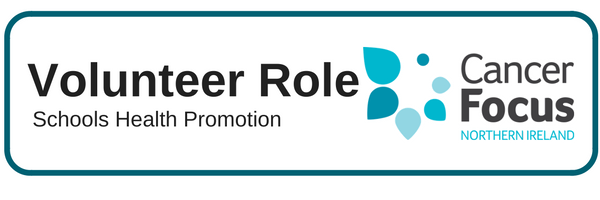 Volunteer Role
Schools Health Promotion
Cancer
Focus
NORTHERN IRELAND